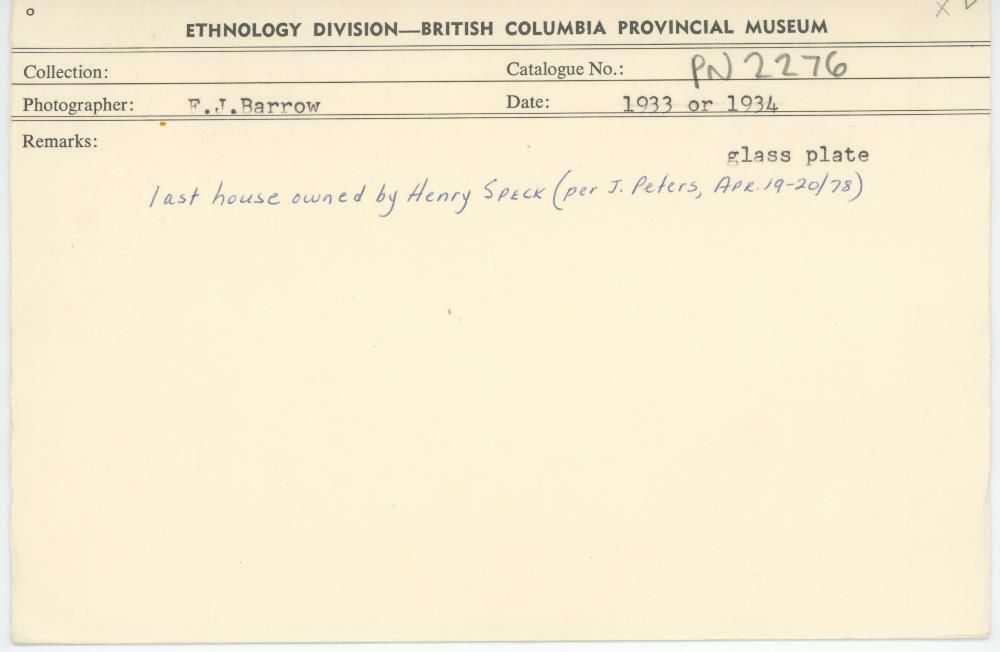 ETHNOLOGY DIVISION—BRITISH COLUMBIA PROVINCIAL MUSEUM
Collection: Catalogue No.: PN 2276
Photographer: F.J.Barrow Date: 1933 or 1934
Remarks:
glass plate
last house owned by Henry SPECK (per J. Peters, APR. 19-20/78)